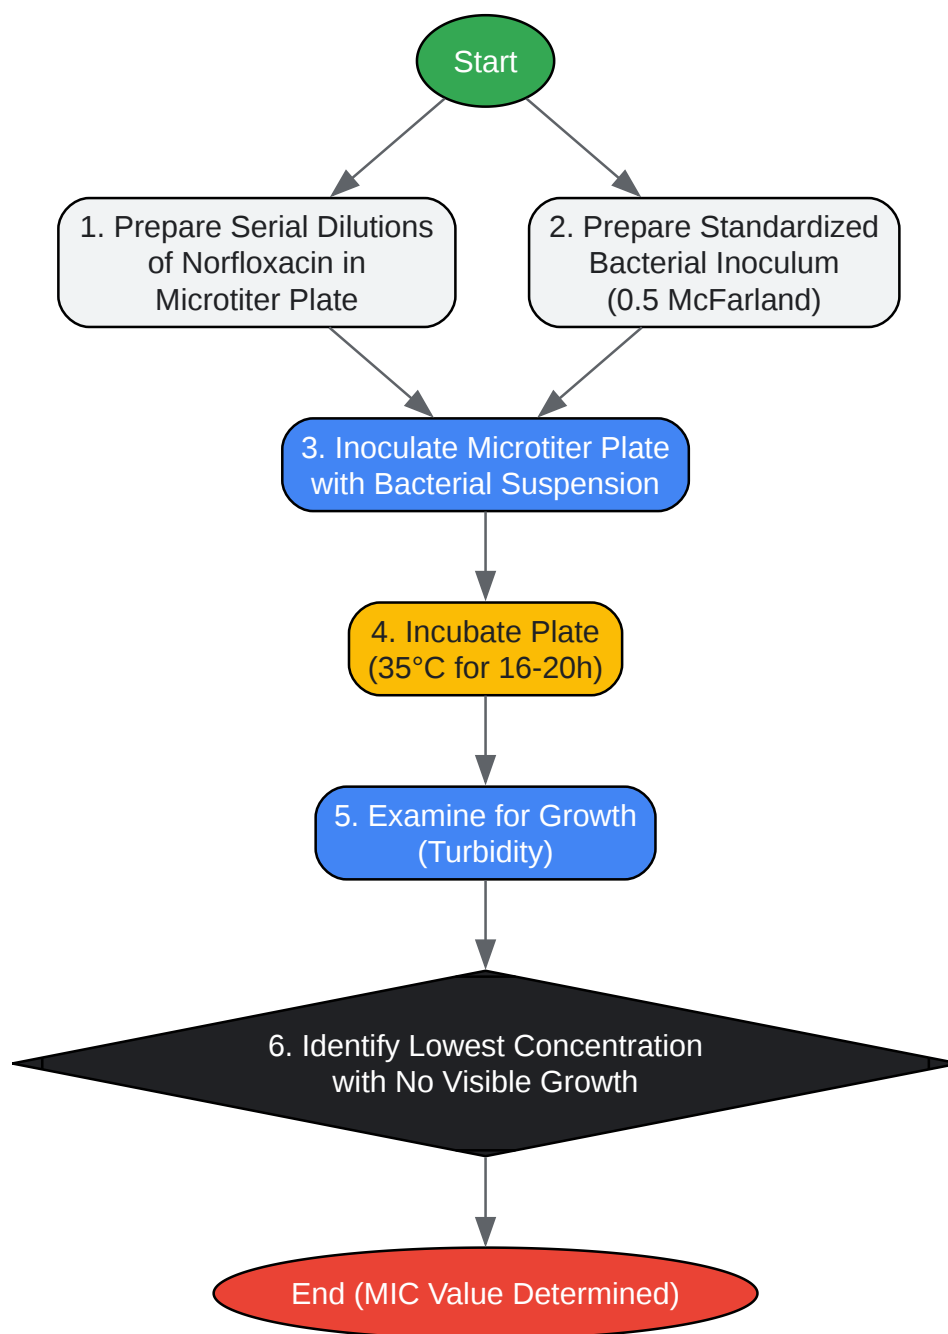 Start
1. Prepare Serial Dilutions
of Norfloxacin in
Microtiter Plate
2. Prepare Standardized
Bacterial Inoculum
(0.5 McFarland)
3. Inoculate Microtiter Plate
with Bacterial Suspension
4. Incubate Plate
(35°C for 16-20h)
5. Examine for Growth
(Turbidity)
6. Identify Lowest Concentration
with No Visible Growth
End (MIC Value Determined)